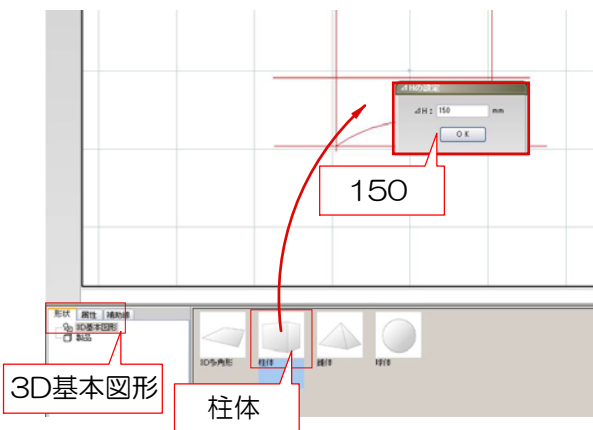 ⊿Hの設定
⊿H： 150 mm
OK
150
形状 属性 補助線
3D基本図形
製品
3D多角形 柱体 錐体 球体
3D基本図形
柱体